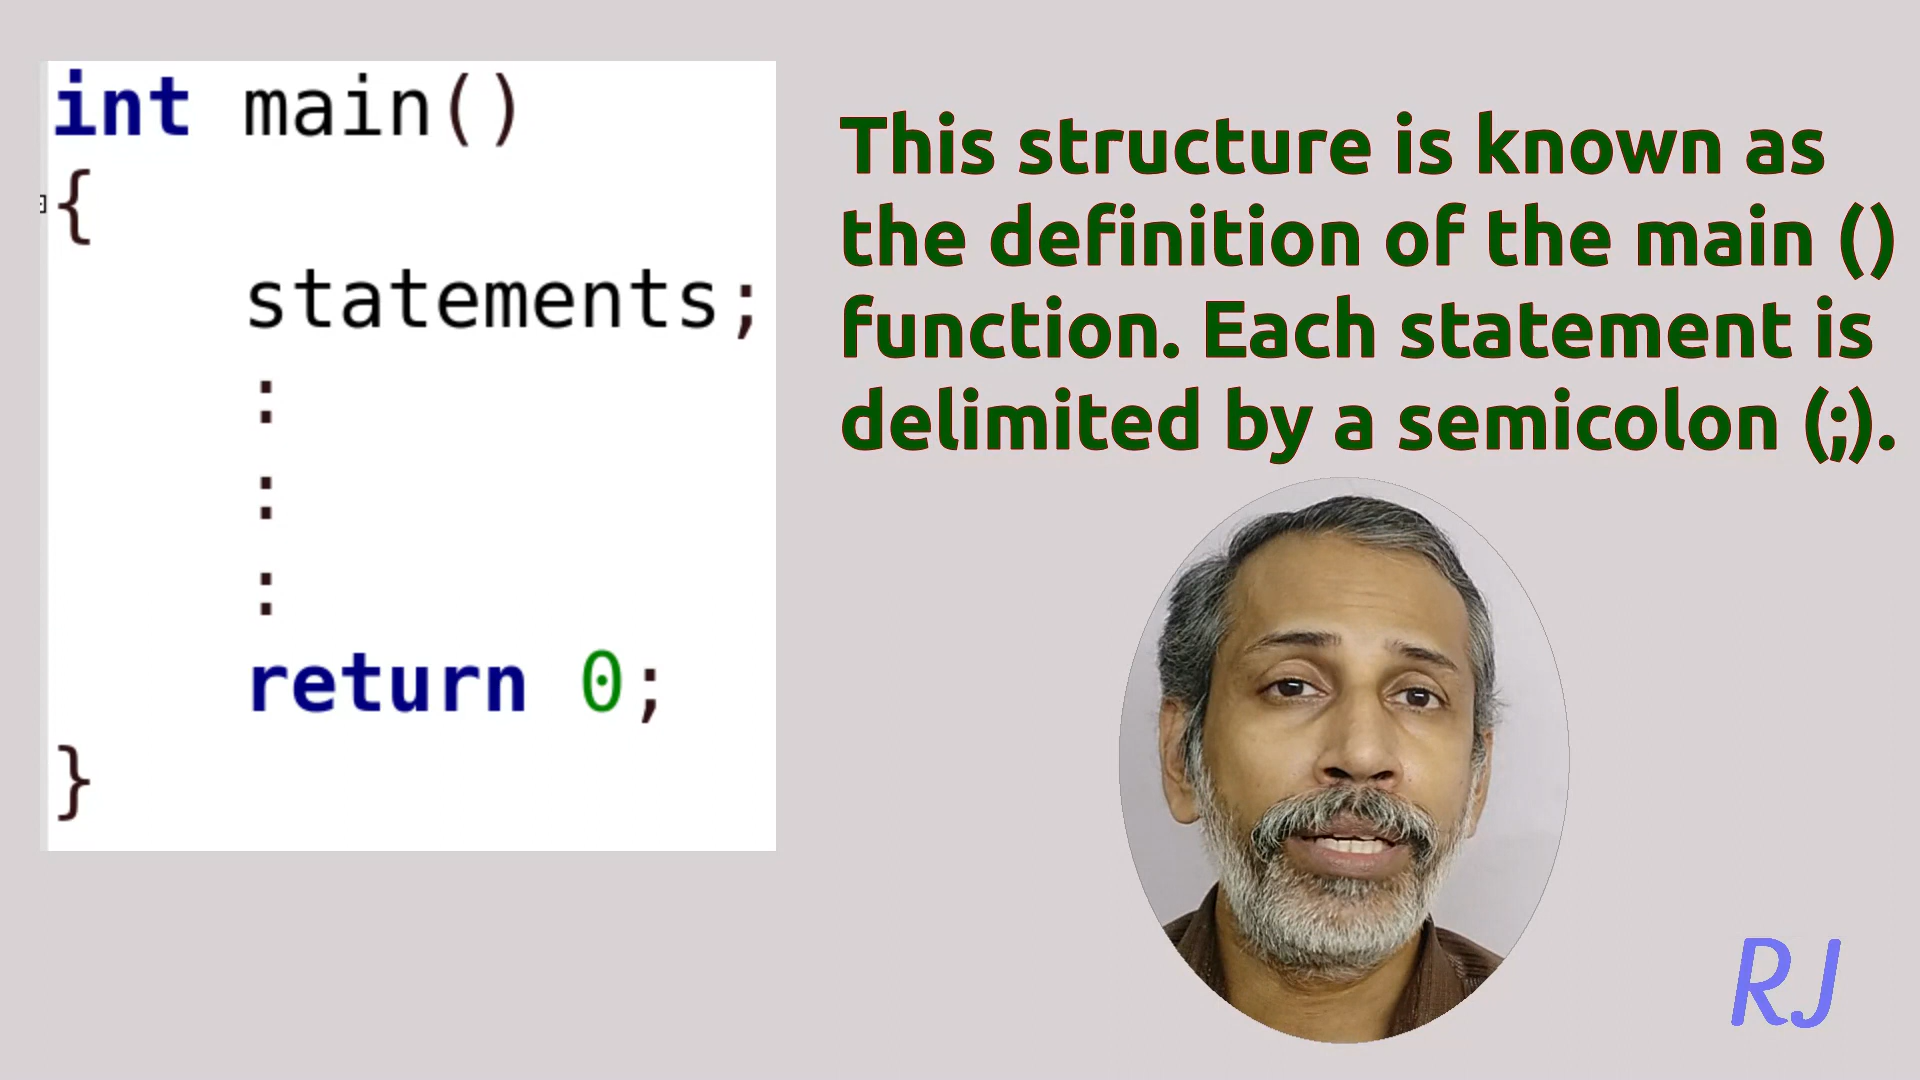 int main()
{
statements;
:
:
:
return 0;
}
This structure is known as
the definition of the main ()
function. Each statement is
delimited by a semicolon (;).
RJ